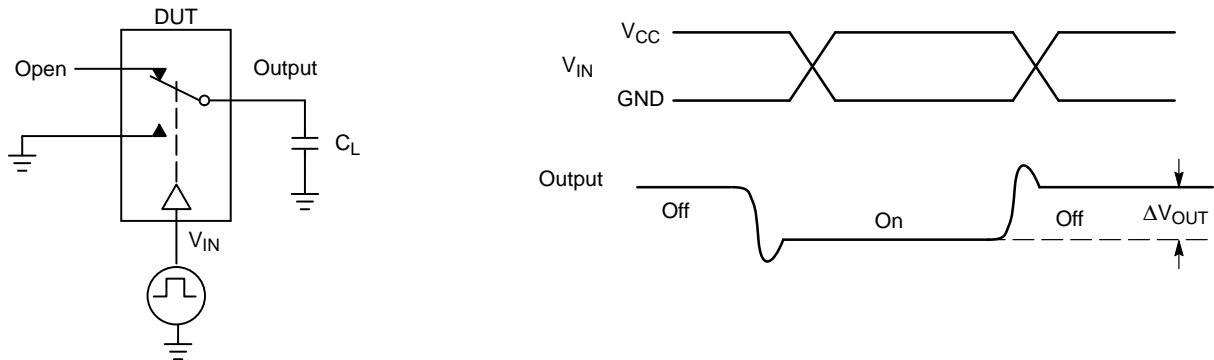 DUT
Open
Output
C_L
V_IN
V_CC
V_IN
GND
Output
Off
On
Off
ΔV_OUT